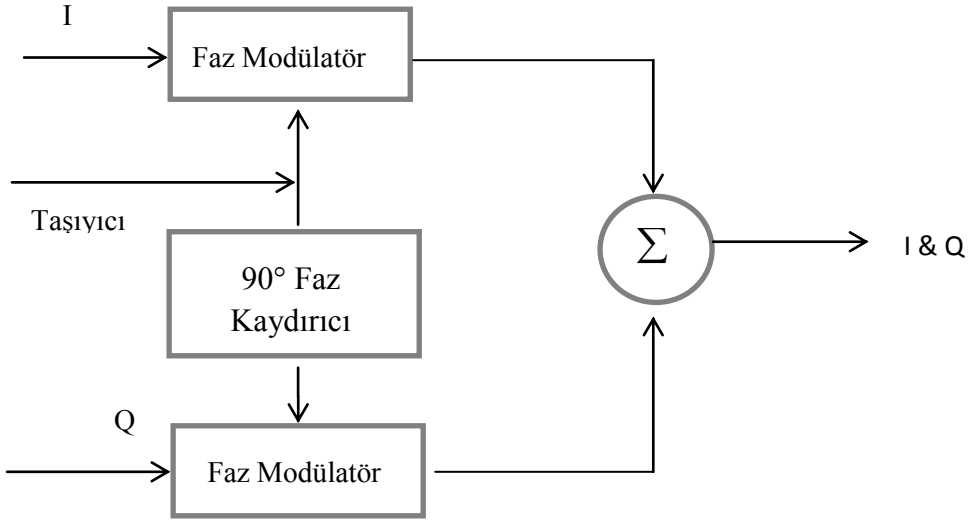 I
Faz Modülatör
Taşıyıcı
90° Faz
Kaydırıcı
Σ
I & Q
Q
Faz Modülatör